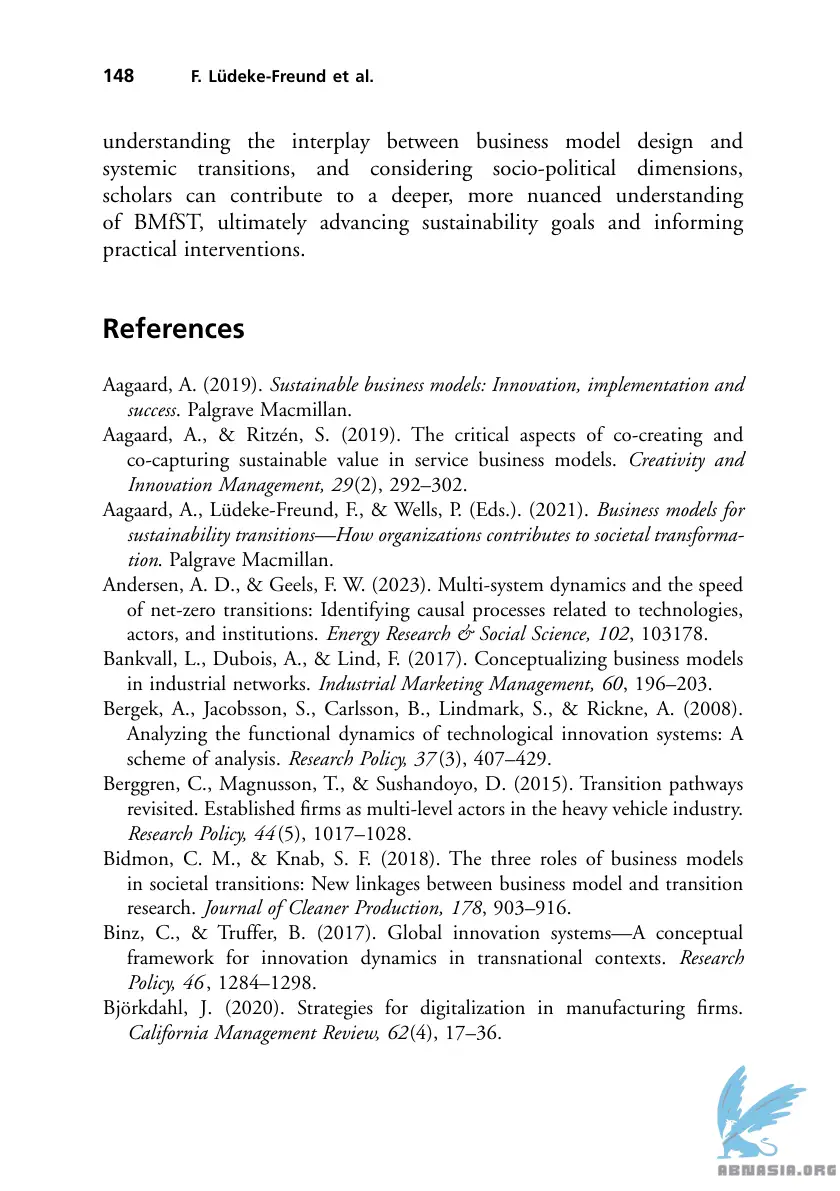 148 F. Lüdeke-Freund et al.
understanding the interplay between business model design and
systemic transitions, and considering socio-political dimensions,
scholars can contribute to a deeper, more nuanced understanding
of BMfST, ultimately advancing sustainability goals and informing
practical interventions.
References
Aagaard, A. (2019). Sustainable business models: Innovation, implementation and
success. Palgrave Macmillan.
Aagaard, A., & Ritzén, S. (2019). The critical aspects of co-creating and
co-capturing sustainable value in service business models. Creativity and
Innovation Management, 29(2), 292–302.
Aagaard, A., Lüdeke-Freund, F., & Wells, P. (Eds.). (2021). Business models for
sustainability transitions—How organizations contributes to societal transforma-
tion. Palgrave Macmillan.
Andersen, A. D., & Geels, F. W. (2023). Multi-system dynamics and the speed
of net-zero transitions: Identifying causal processes related to technologies,
actors, and institutions. Energy Research & Social Science, 102, 103178.
Bankvall, L., Dubois, A., & Lind, F. (2017). Conceptualizing business models
in industrial networks. Industrial Marketing Management, 60, 196–203.
Bergek, A., Jacobsson, S., Carlsson, B., Lindmark, S., & Rickne, A. (2008).
Analyzing the functional dynamics of technological innovation systems: A
scheme of analysis. Research Policy, 37(3), 407–429.
Berggren, C., Magnusson, T., & Sushandoyo, D. (2015). Transition pathways
revisited. Established firms as multi-level actors in the heavy vehicle industry.
Research Policy, 44(5), 1017–1028.
Bidmon, C. M., & Knab, S. F. (2018). The three roles of business models
in societal transitions: New linkages between business model and transition
research. Journal of Cleaner Production, 178, 903–916.
Binz, C., & Truffer, B. (2017). Global innovation systems—A conceptual
framework for innovation dynamics in transnational contexts. Research
Policy, 46, 1284–1298.
Björkdahl, J. (2020). Strategies for digitalization in manufacturing firms.
California Management Review, 62(4), 17–36.
ABNASIA.ORG